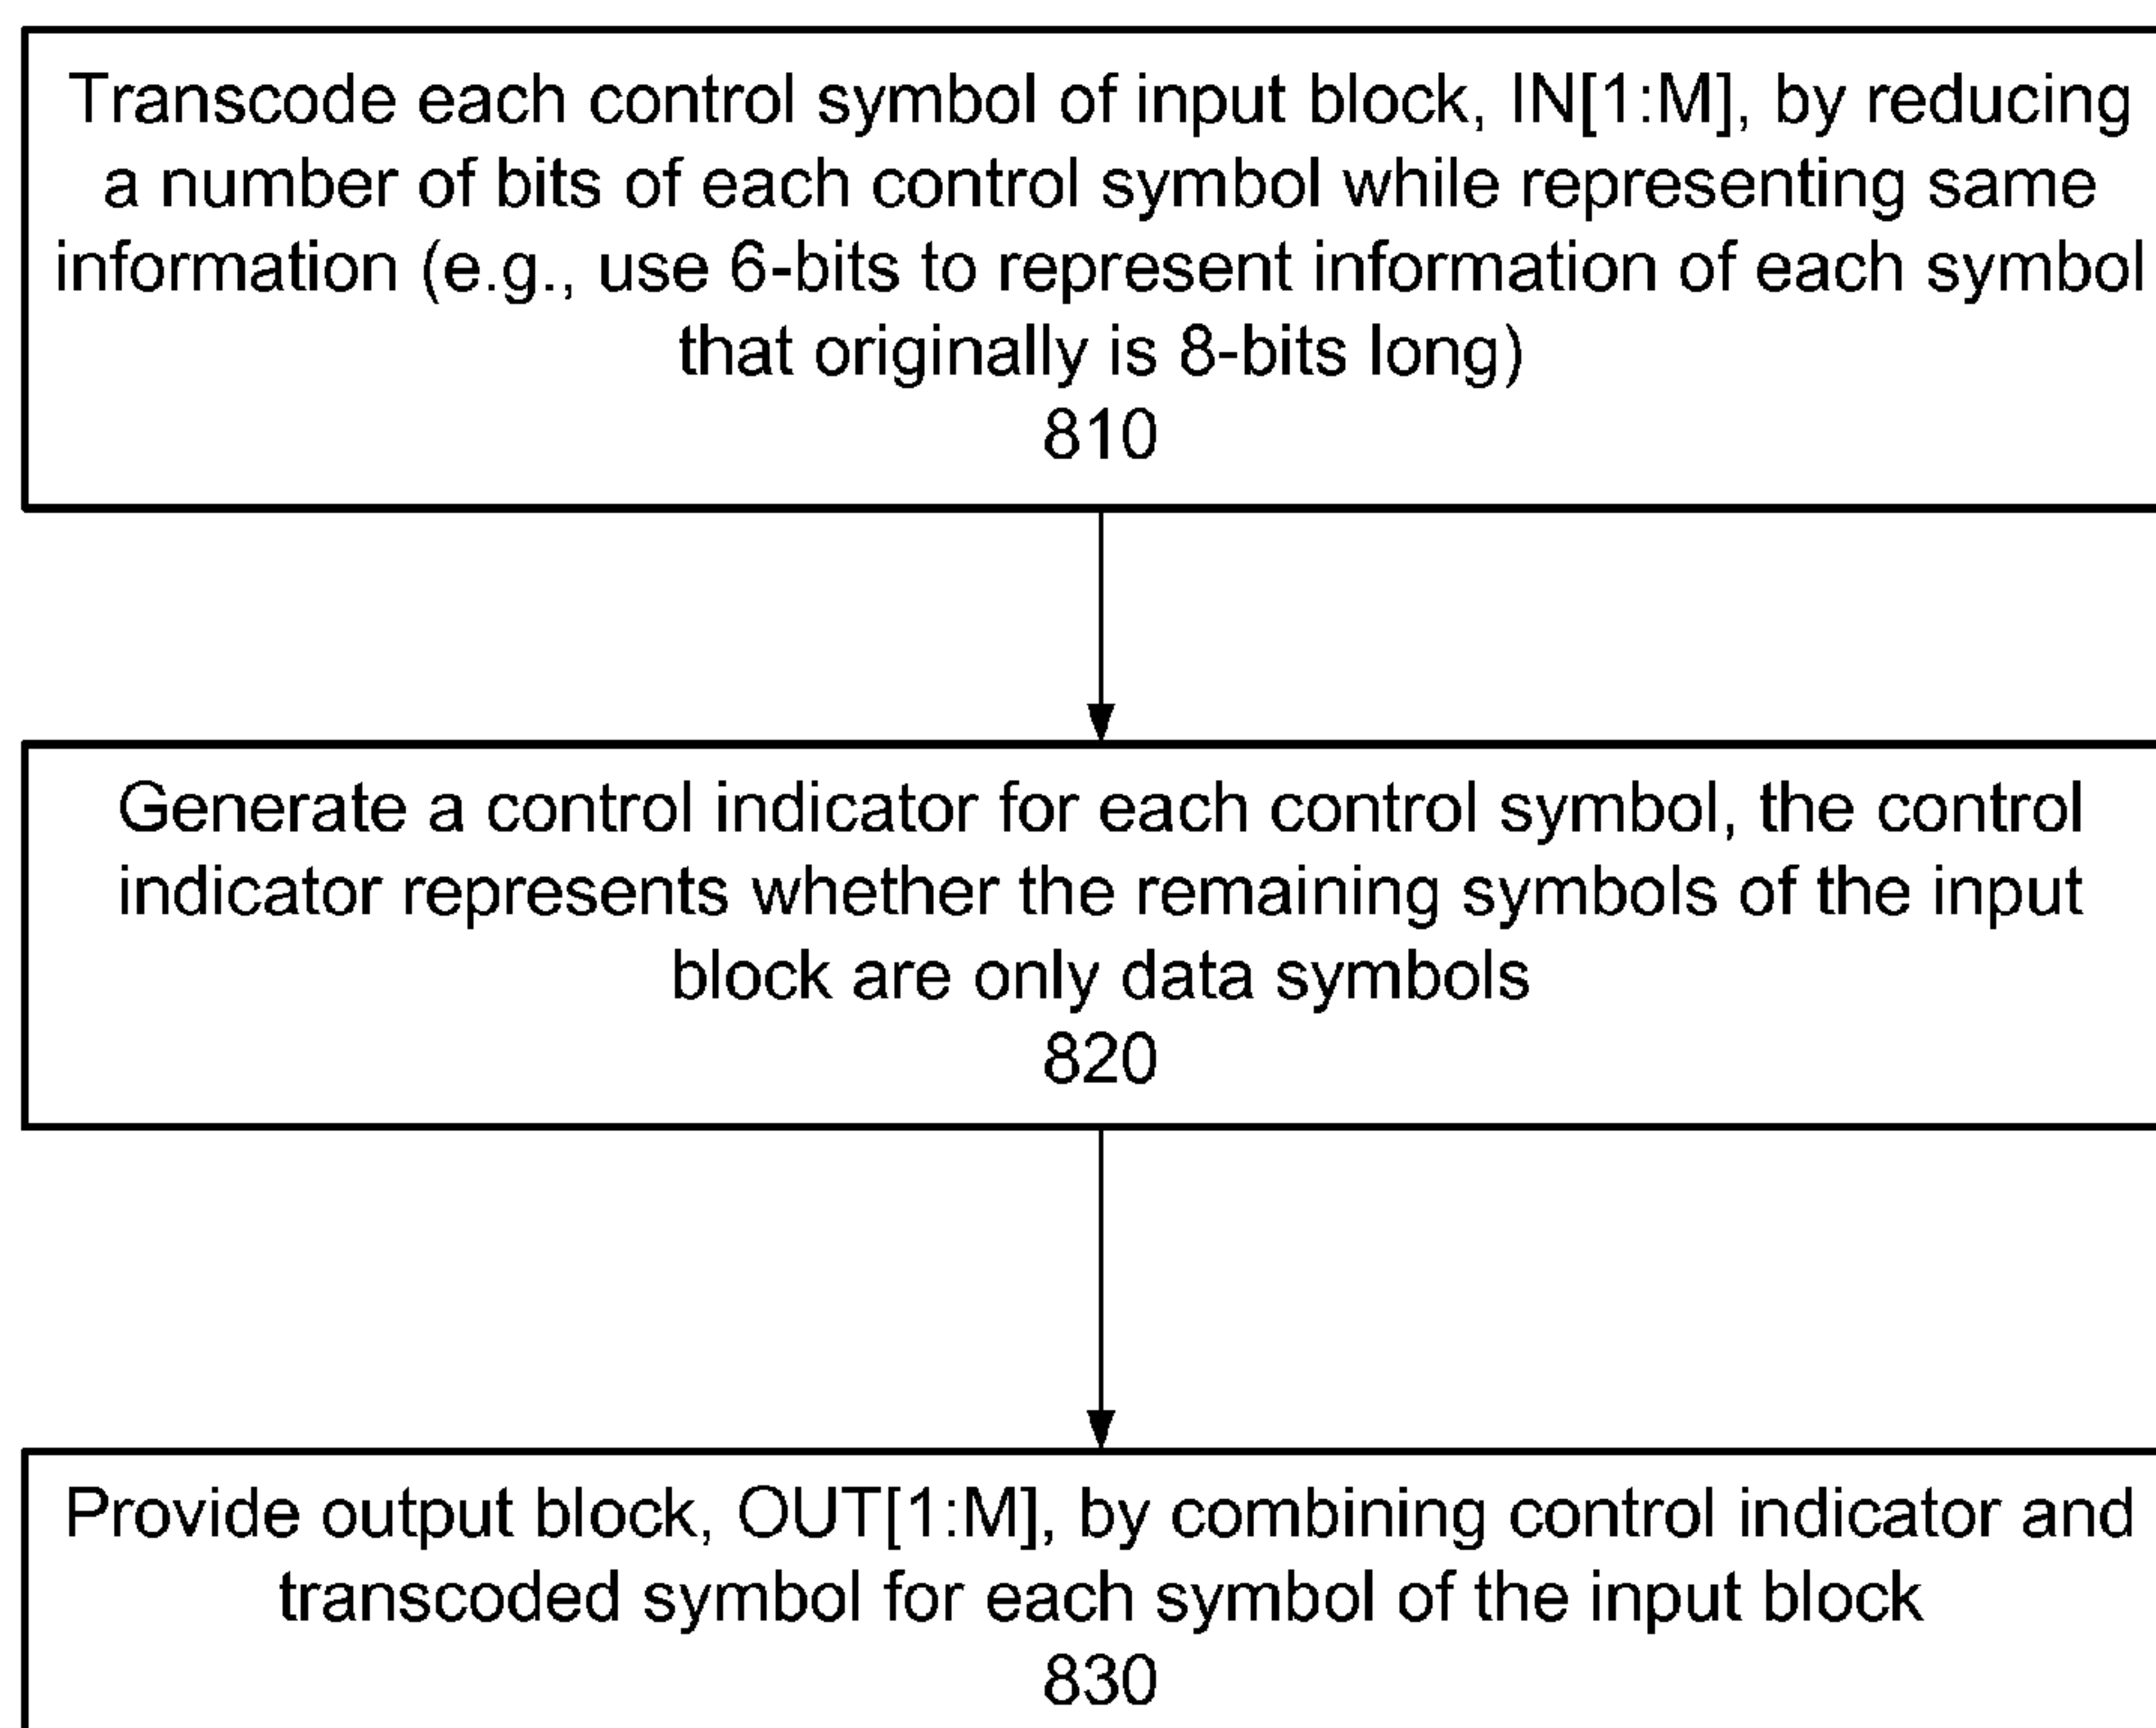 Transcode each control symbol of input block, IN[1:M], by reducing
a number of bits of each control symbol while representing same
information (e.g., use 6-bits to represent information of each symbol
that originally is 8-bits long)
810
Generate a control indicator for each control symbol, the control
indicator represents whether the remaining symbols of the input
block are only data symbols
820
Provide output block, OUT[1:M], by combining control indicator and
transcoded symbol for each symbol of the input block
830